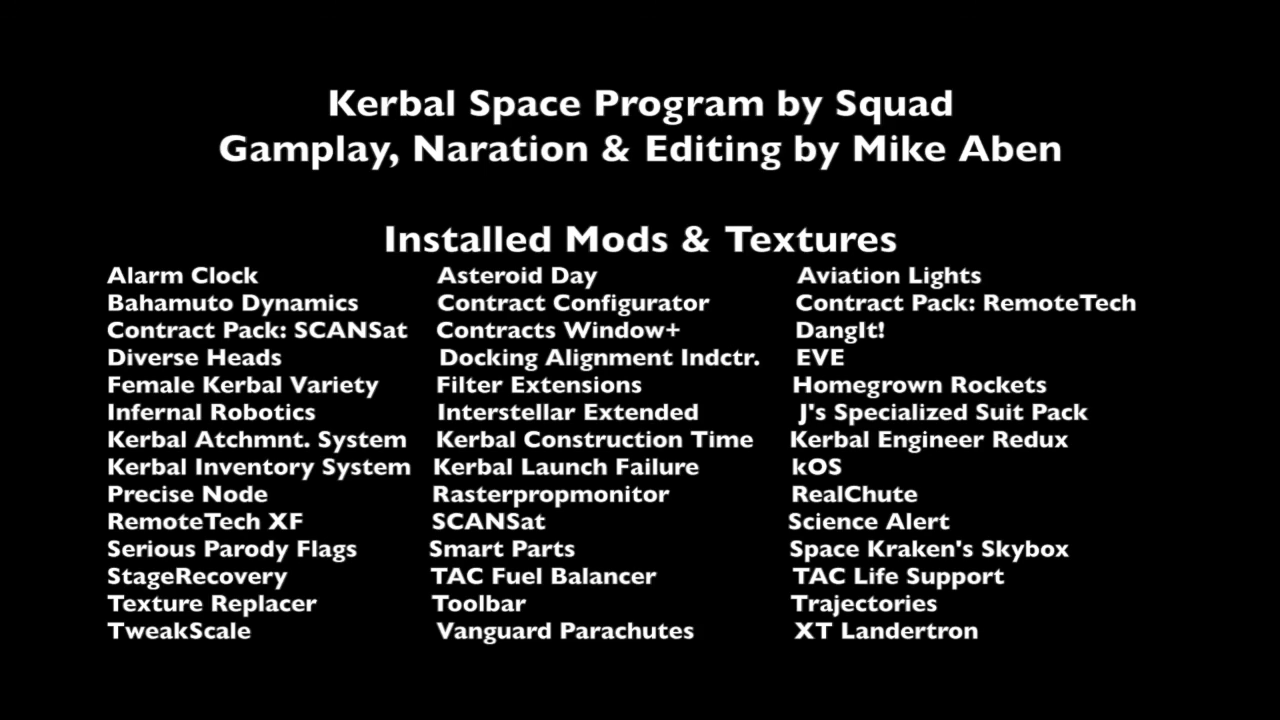 Kerbal Space Program by Squad
Gamplay, Naration & Editing by Mike Aben
Installed Mods & Textures
Alarm Clock Asteroid Day Aviation Lights
Bahamuto Dynamics Contract Configurator Contract Pack: RemoteTech
Contract Pack: SCANSat Contracts Window+ DangIt!
Diverse Heads Docking Alignment Indctr. EVE
Female Kerbal Variety Filter Extensions Homegrown Rockets
Infernal Robotics Interstellar Extended J's Specialized Suit Pack
Kerbal Atchmnt. System Kerbal Construction Time Kerbal Engineer Redux
Kerbal Inventory System Kerbal Launch Failure kOS
Precise Node Rasterpropmonitor RealChute
RemoteTech XF SCANSat Science Alert
Serious Parody Flags Smart Parts Space Kraken's Skybox
StageRecovery TAC Fuel Balancer TAC Life Support
Texture Replacer Toolbar Trajectories
TweakScale Vanguard Parachutes XT Landertron